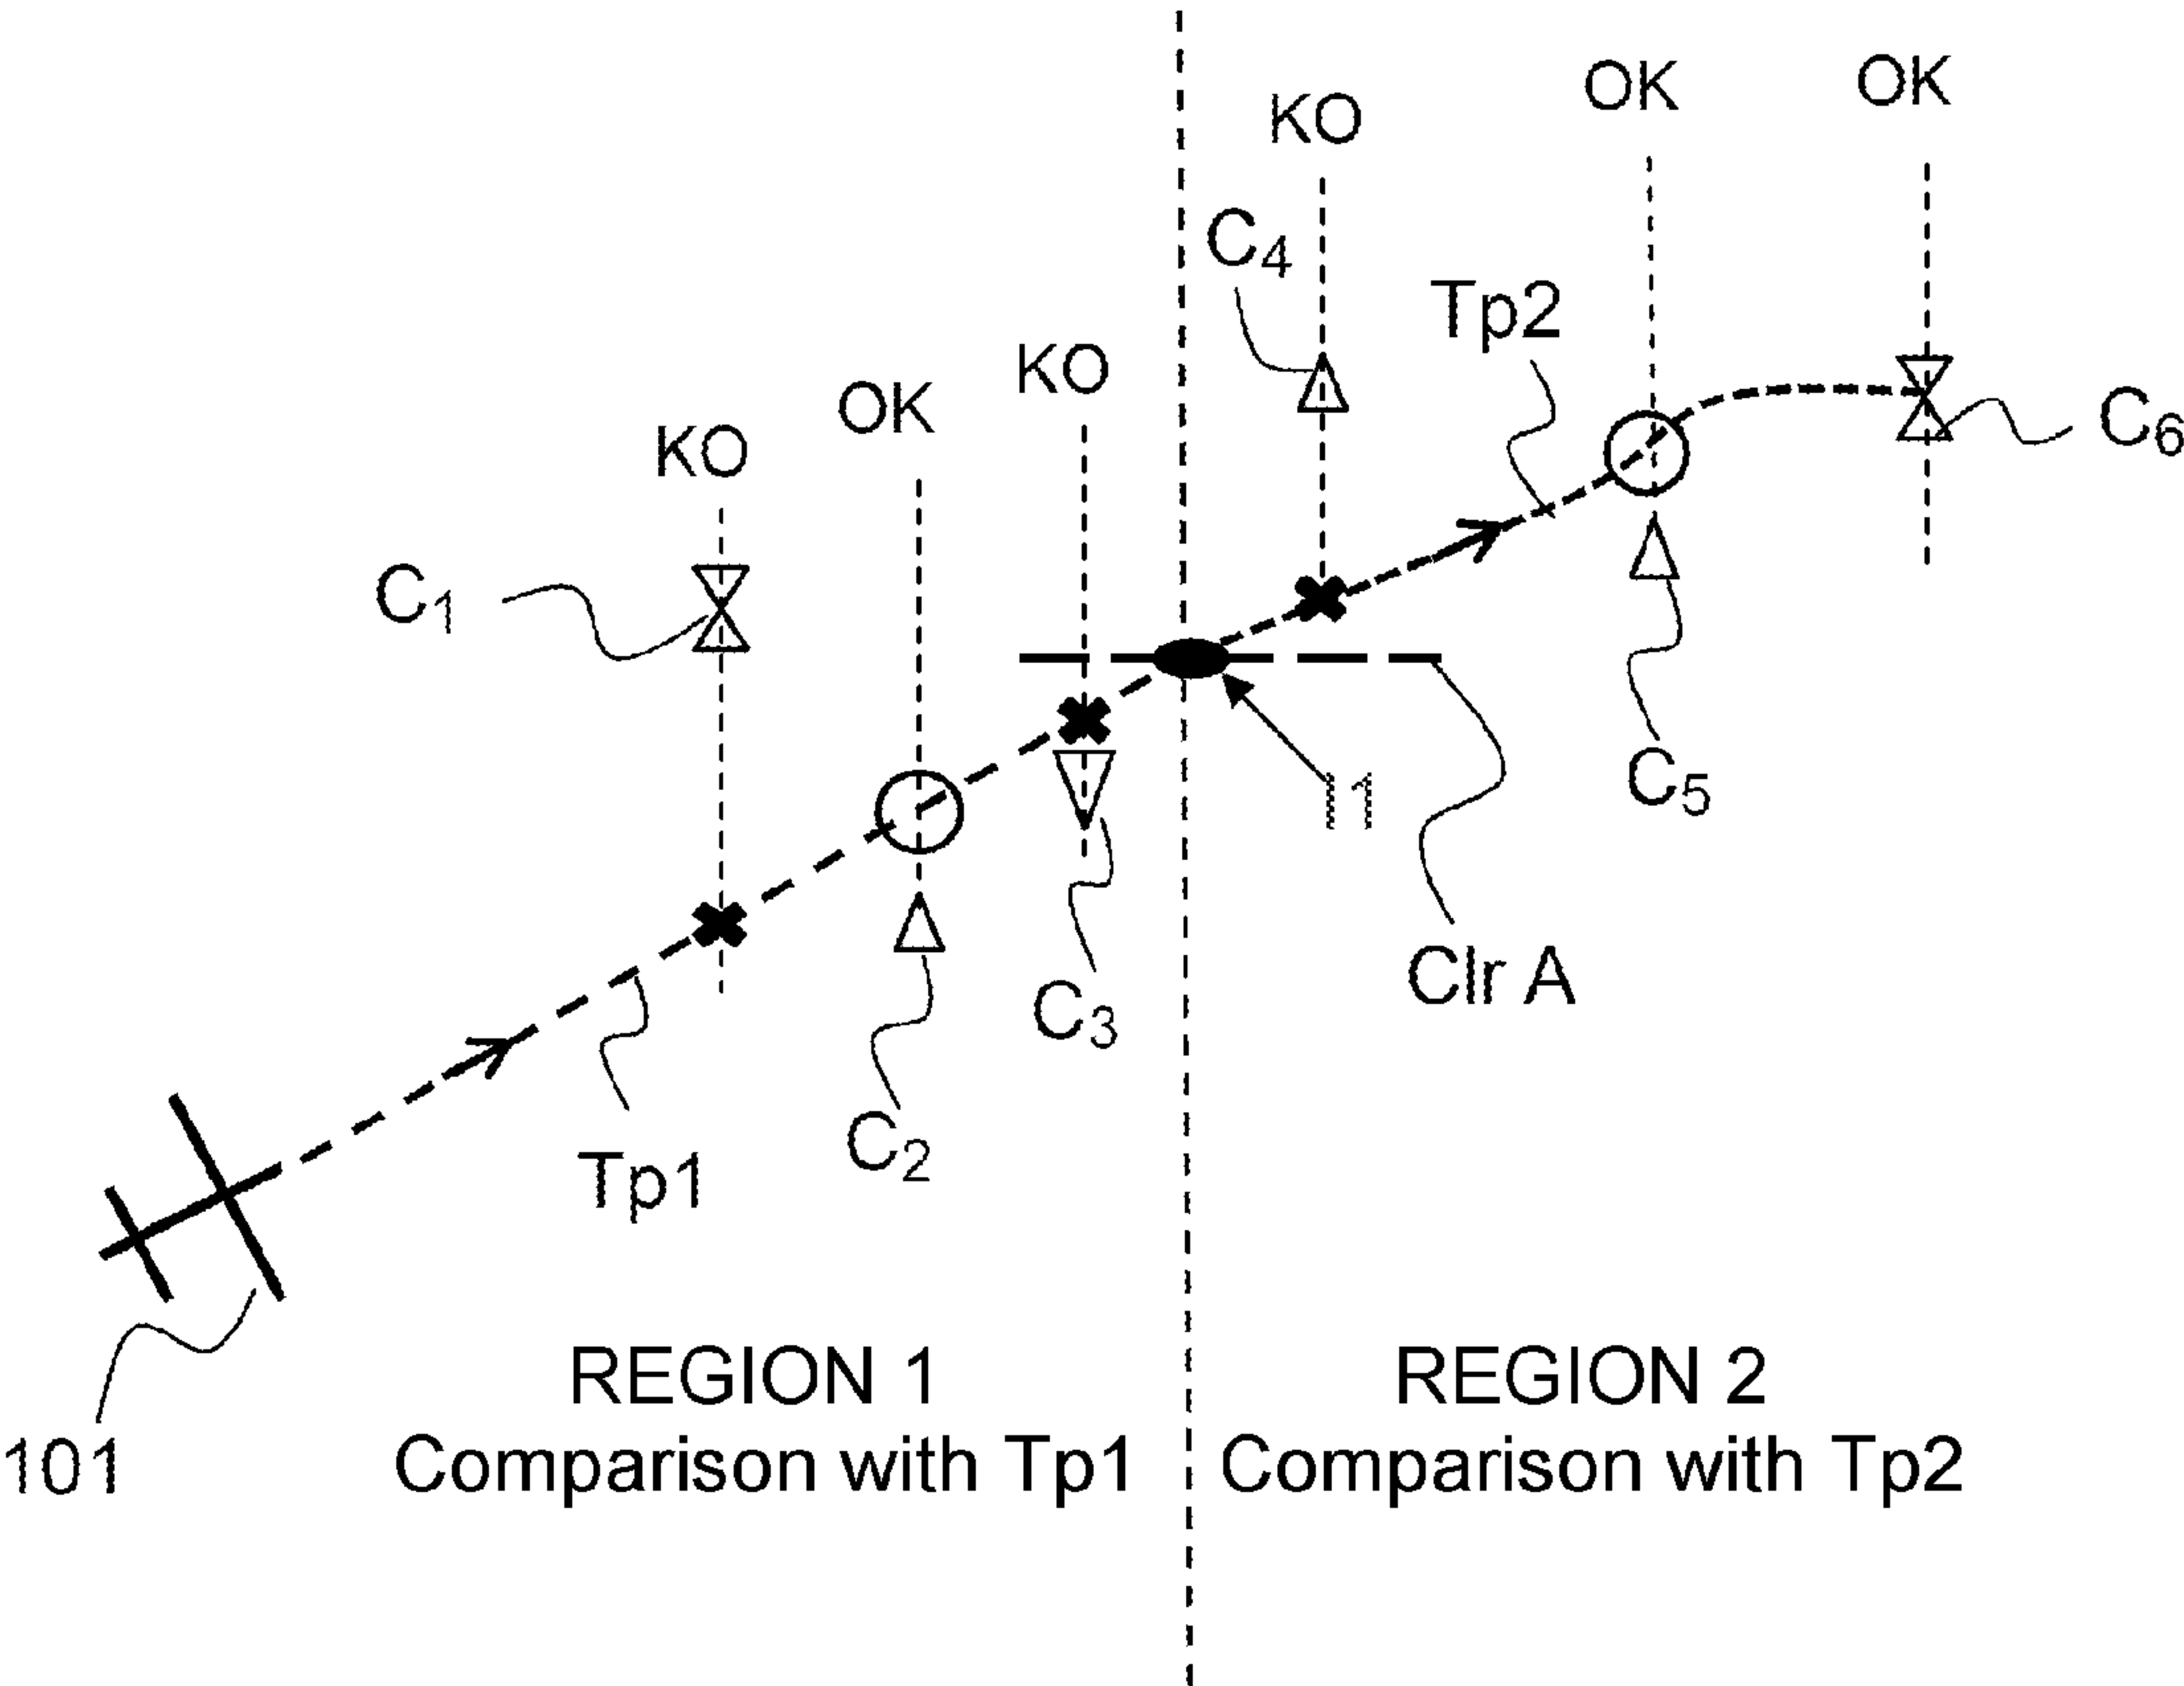 OK
OK
KO
C4
Tp2
KO
OK
C6
KO
C1
C5
I1
Clr A
C3
C2
Tp1
REGION 1
Comparison with Tp1
REGION 2
Comparison with Tp2
101